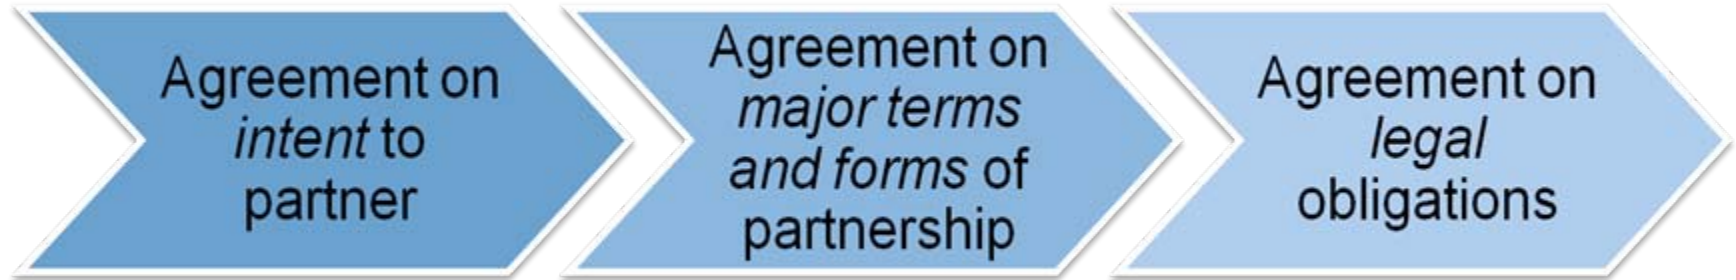 Agreement on
intent to
partner
Agreement on
major terms
and forms of
partnership
Agreement on
legal
obligations